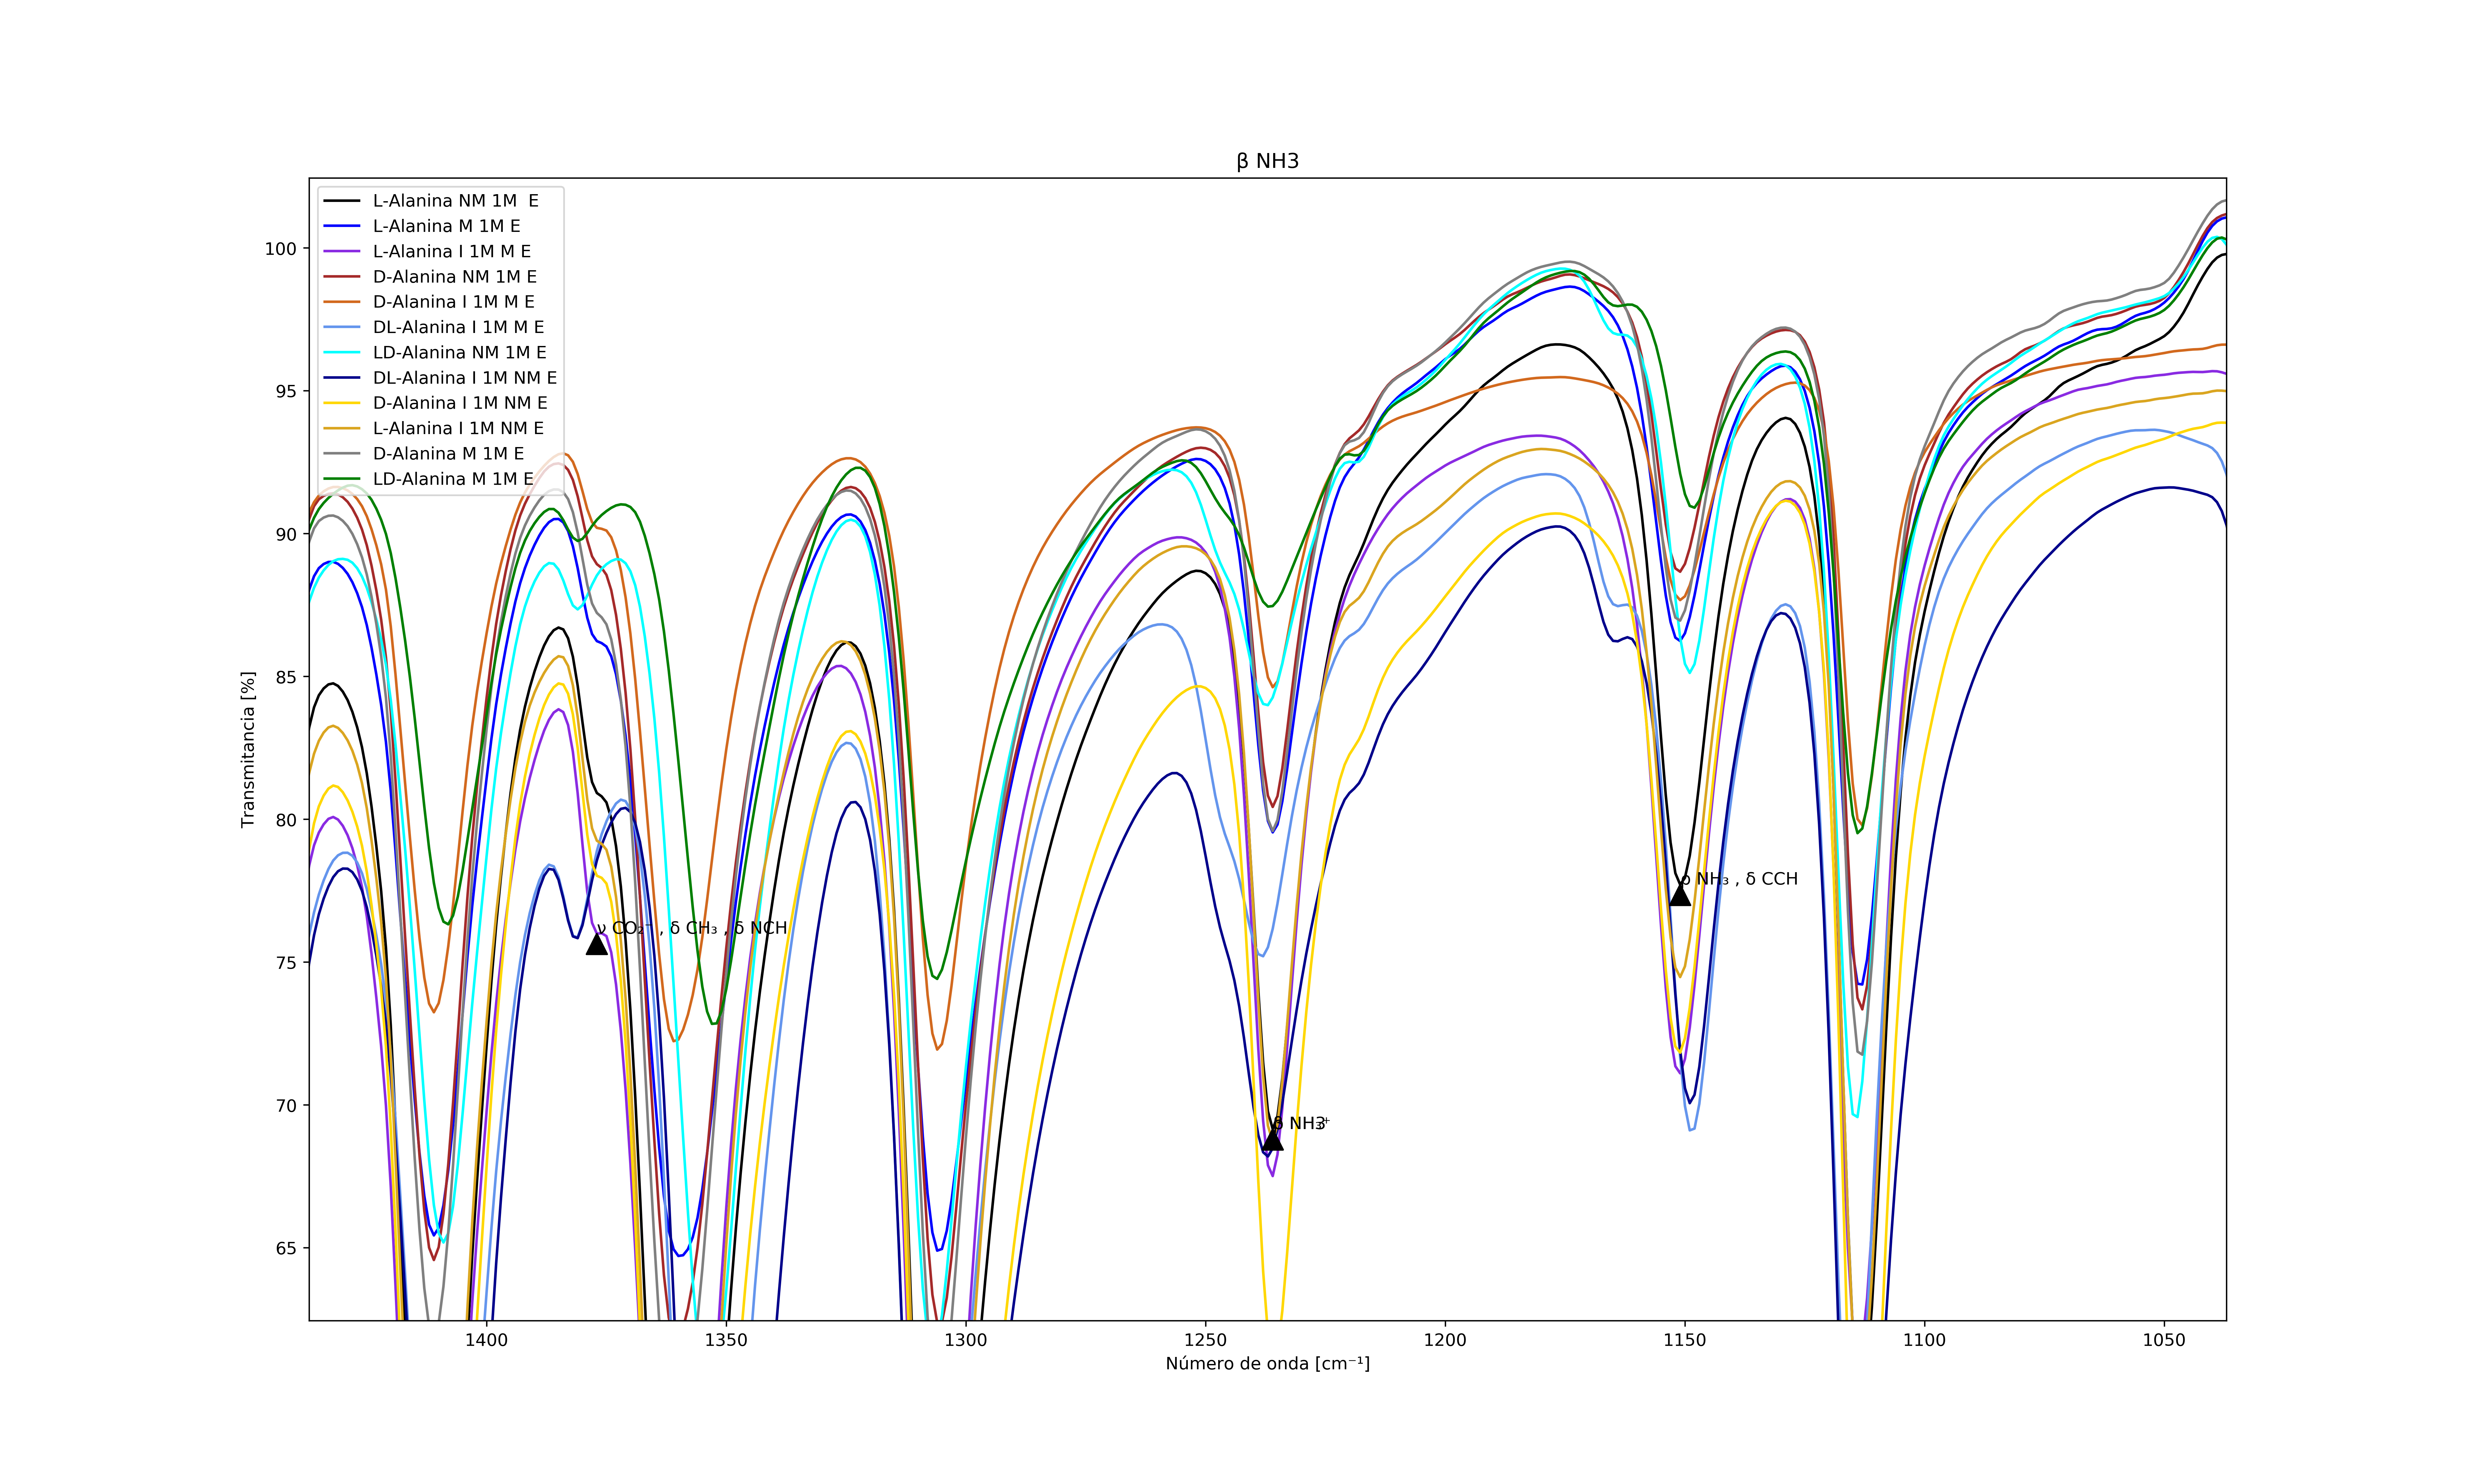 β NH3
L-Alanina NM 1M  E
L-Alanina M 1M E
L-Alanina I 1M M E
D-Alanina NM 1M E
D-Alanina I 1M M E
DL-Alanina I 1M M E
LD-Alanina NM 1M E
DL-Alanina I 1M NM E
D-Alanina I 1M NM E
L-Alanina I 1M NM E
D-Alanina M 1M E
LD-Alanina M 1M E
Transmitancia [%]
100
95
90
85
80
75
70
65
ν CO₂⁻ , δ CH₃ , δ NCH
NH₃ , δ CCH
1400
1350
1300
1250
1200
1150
1100
1050
Número de onda [cm⁻¹]